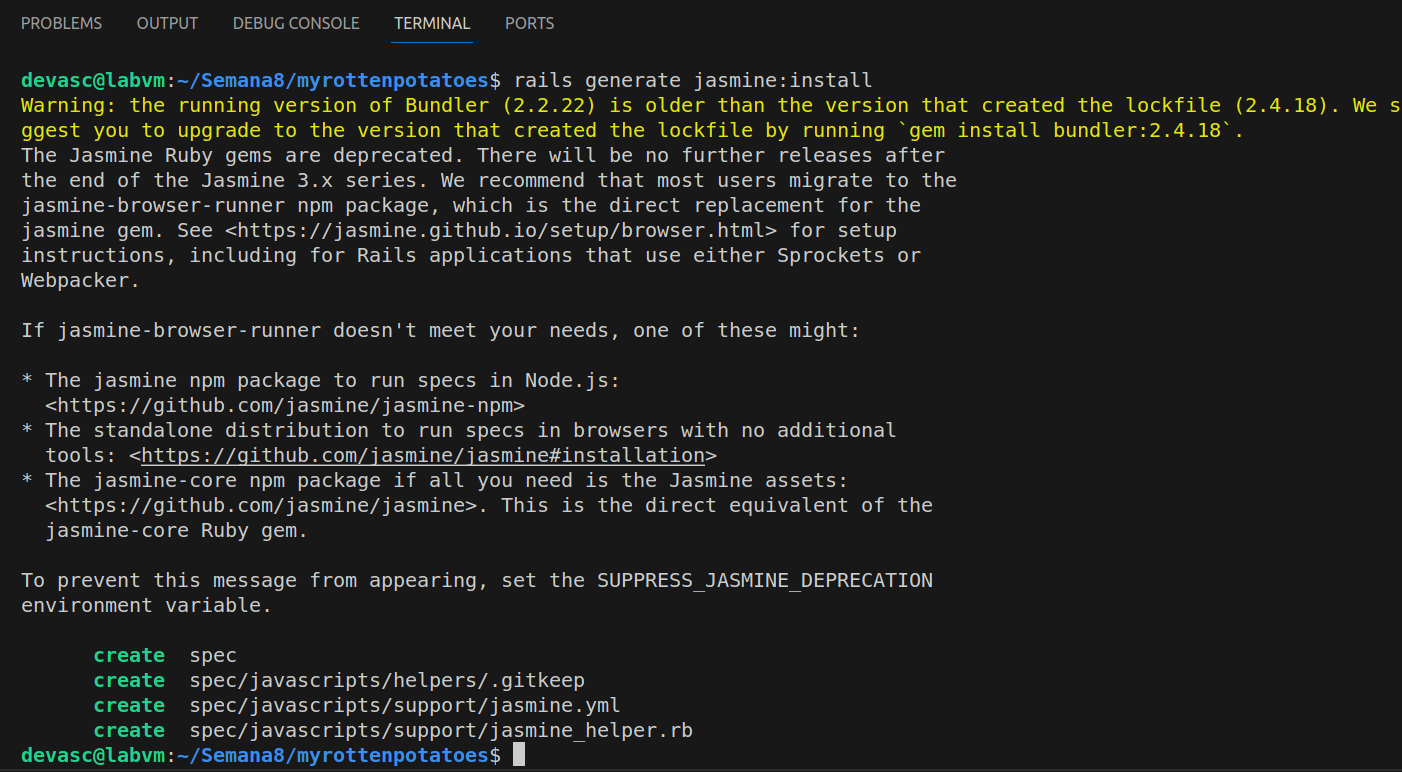 PROBLEMS OUTPUT DEBUG CONSOLE TERMINAL PORTS
devasc@labvm:~/Semana8/myrottenpotatoes$ rails generate jasmine:install
Warning: the running version of Bundler (2.2.22) is older than the version that created the lockfile (2.4.18). We s
ggest you to upgrade to the version that created the lockfile by running `gem install bundler:2.4.18`.
The Jasmine Ruby gems are deprecated. There will be no further releases after
the end of the Jasmine 3.x series. We recommend that most users migrate to the
jasmine-browser-runner npm package, which is the direct replacement for the
jasmine gem. See <https://jasmine.github.io/setup/browser.html> for setup
instructions, including for Rails applications that use either Sprockets or
Webpacker.
If jasmine-browser-runner doesn't meet your needs, one of these might:
* The jasmine npm package to run specs in Node.js:
<https://github.com/jasmine/jasmine-npm>
* The standalone distribution to run specs in browsers with no additional
tools: <https://github.com/jasmine/jasmine#installation>
* The jasmine-core npm package if all you need is the Jasmine assets:
<https://github.com/jasmine/jasmine>. This is the direct equivalent of the
jasmine-core Ruby gem.
To prevent this message from appearing, set the SUPPRESS_JASMINE_DEPRECATION
environment variable.
create spec
create spec/javascripts/helpers/.gitkeep
create spec/javascripts/support/jasmine.yml
create spec/javascripts/support/jasmine_helper.rb
devasc@labvm:~/Semana8/myrottenpotatoes$